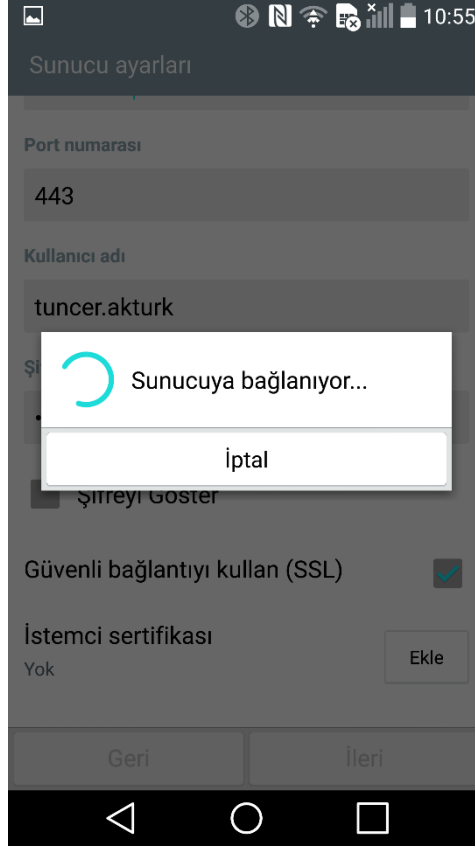 10:55
Sunucu ayarları
Port numarası
443
Kullanıcı adı
tuncer.akturk
Sunucuya bağlanıyor...
İptal
Şifreyi Göster
Güvenli bağlantıyı kullan (SSL)
İstemci sertifikası
Yok
Ekle
Geri
İleri